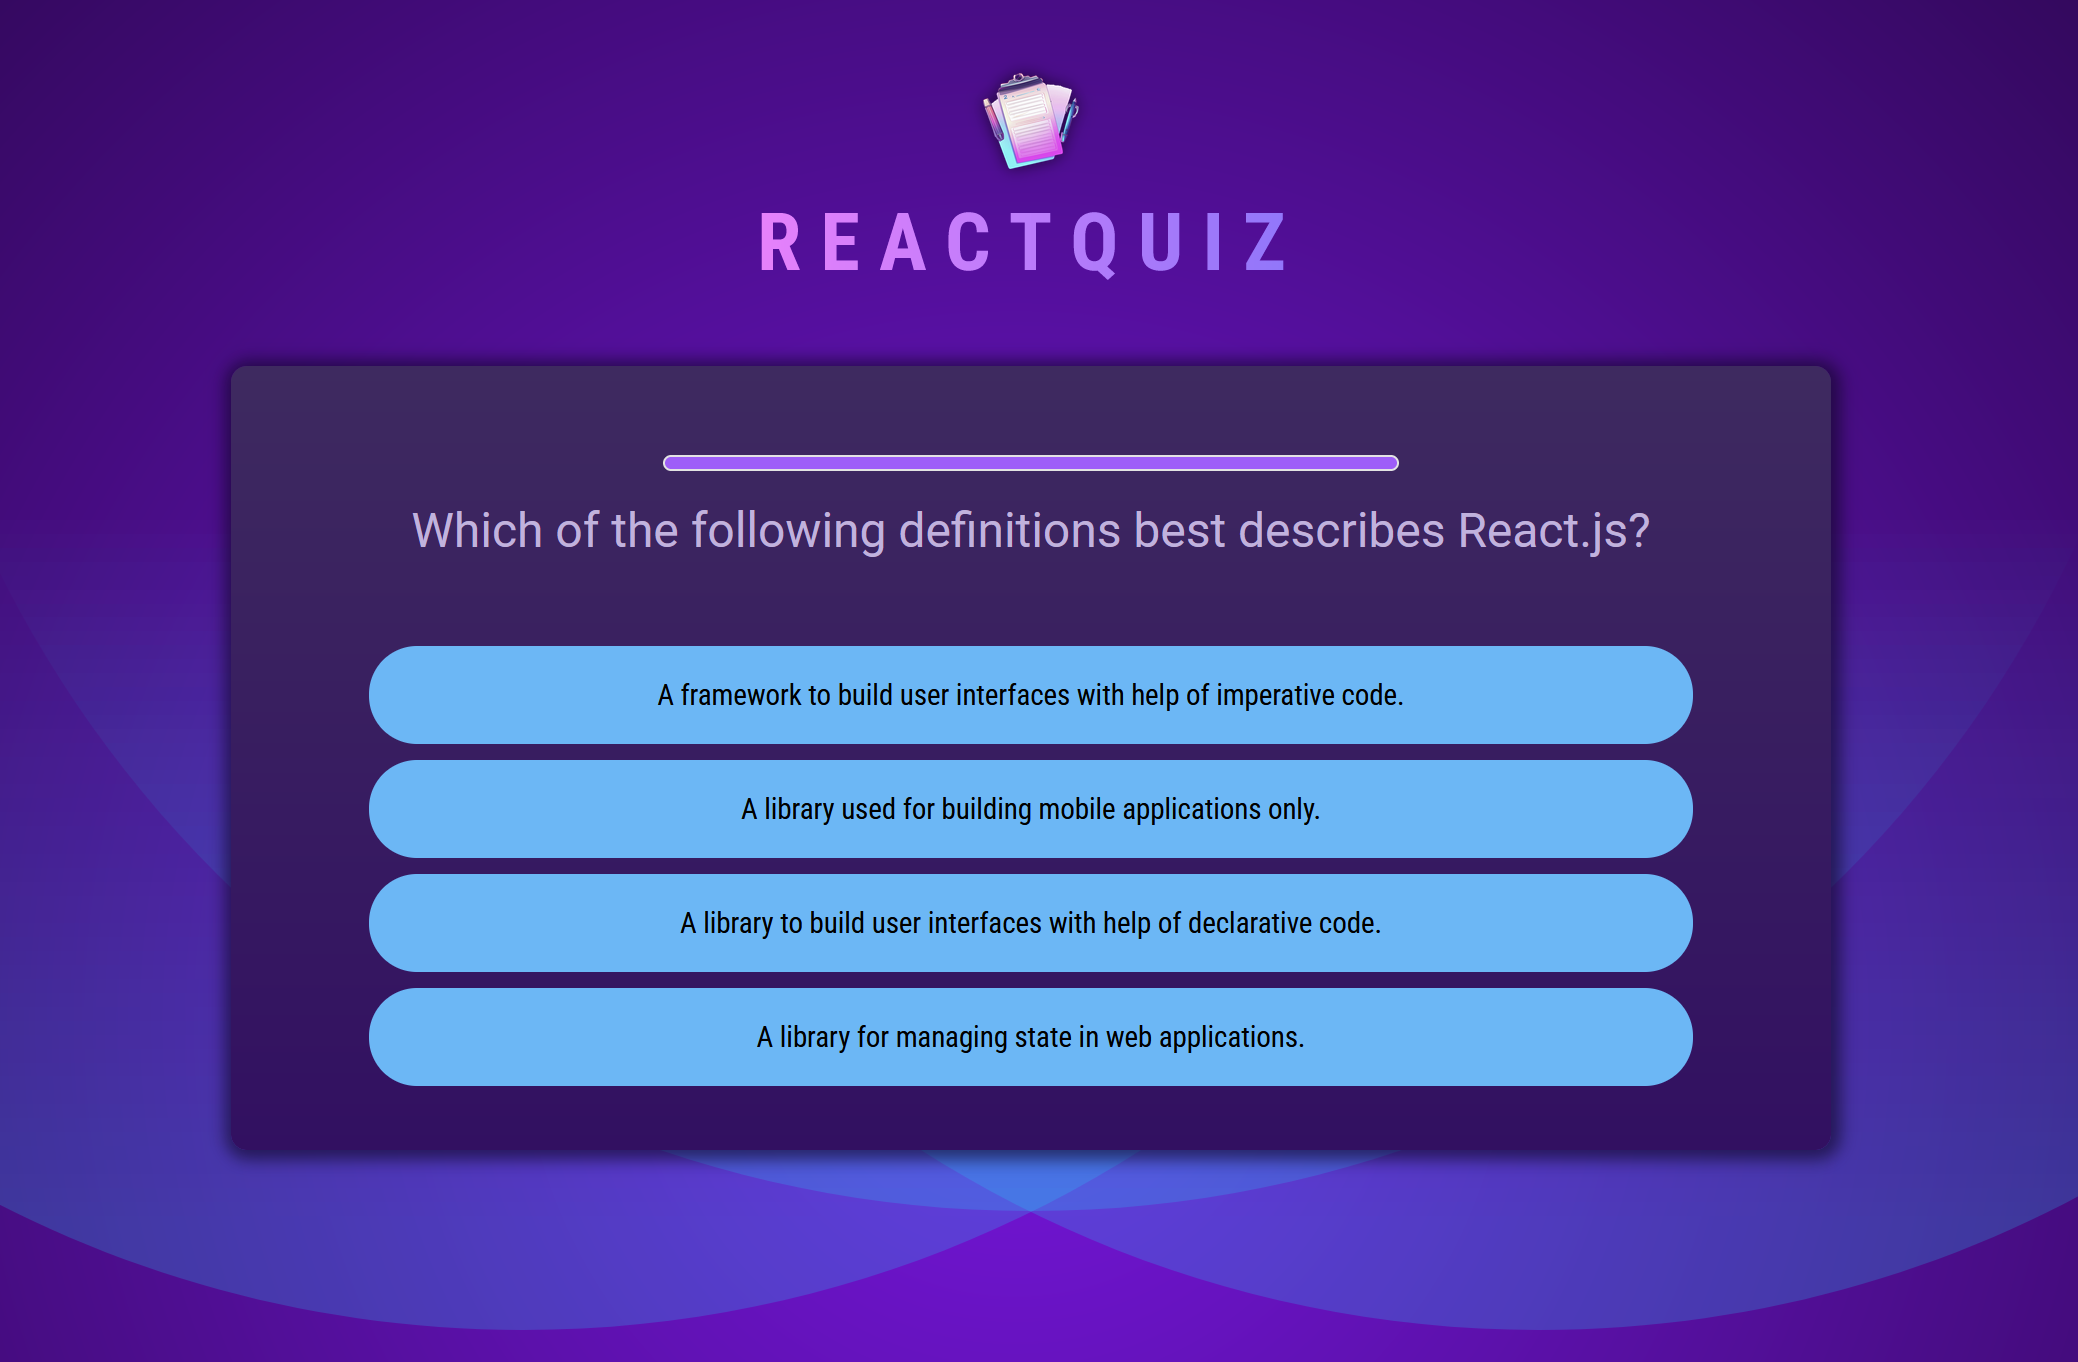 REACTQUIZ
Which of the following definitions best describes React.js?
A framework to build user interfaces with help of imperative code.
A library used for building mobile applications only.
A library to build user interfaces with help of declarative code.
A library for managing state in web applications.